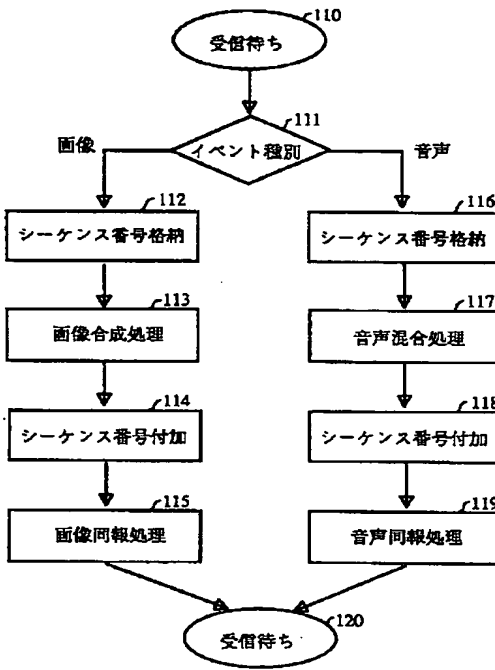 110
受信待ち
111
イベント種別
画像
音声
112
シーケンス番号格納
116
シーケンス番号格納
113
画像合成処理
117
音声混合処理
114
シーケンス番号付加
118
シーケンス番号付加
115
画像同報処理
119
音声同報処理
120
受信待ち